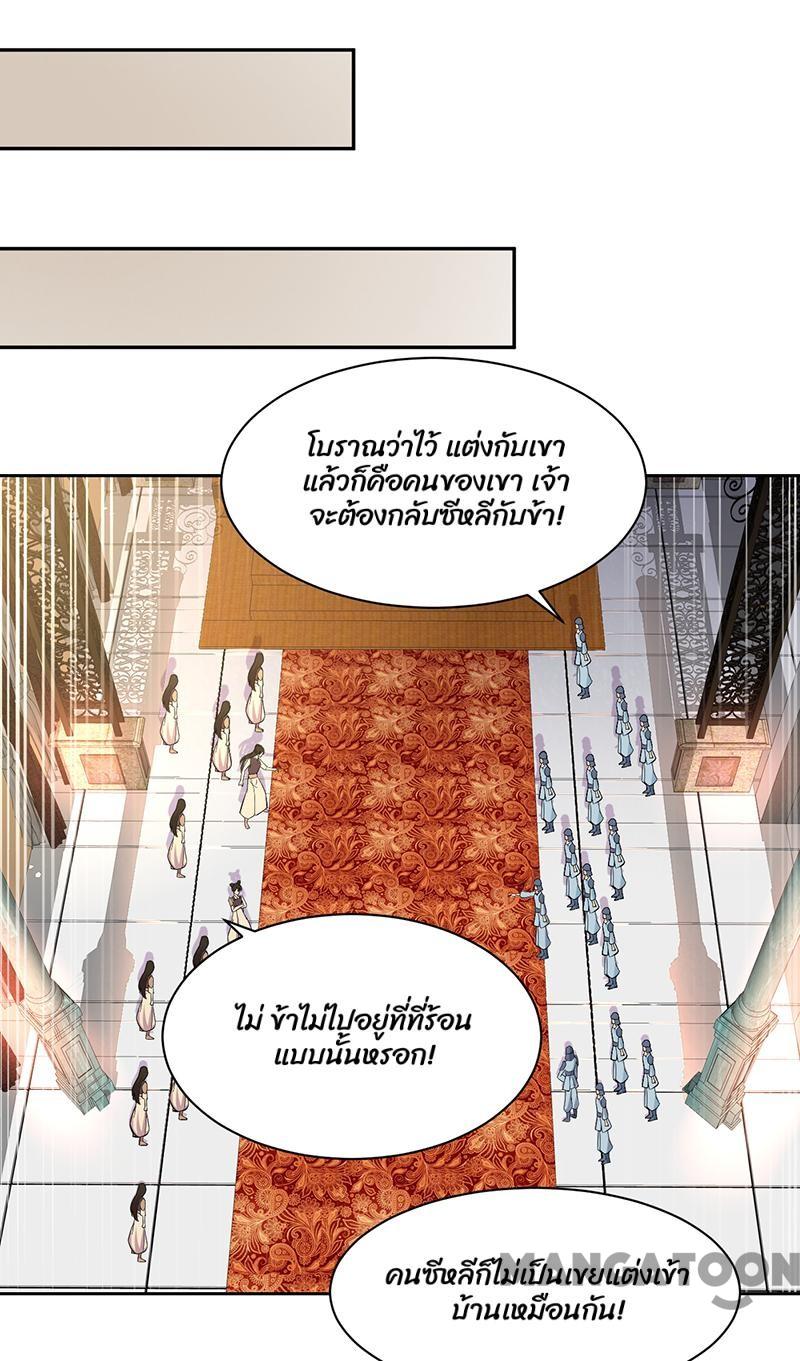 โบราณว่าไว้ แต่งกับเขา
แล้วก็คือคนของเขา เจ้า
จะต้องกลับซีหลีกับข้า!
ไม่ ข้าไม่ไปอยู่ที่ที่ร้อน
แบบนั้นหรอก!
คนซีหลีก็ไม่เป็นเขยแต่งเข้า
บ้านเหมือนกัน!
MANGATOON